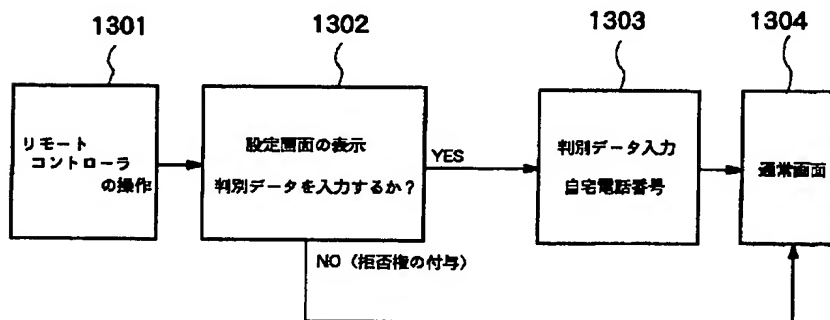 1301
1302
1303
1304
リモート
コントローラ
の操作
設定画面の表示
判別データを入力するか？
YES
判別データ入力
自宅電話番号
通常画面
NO（拒否権の付与）